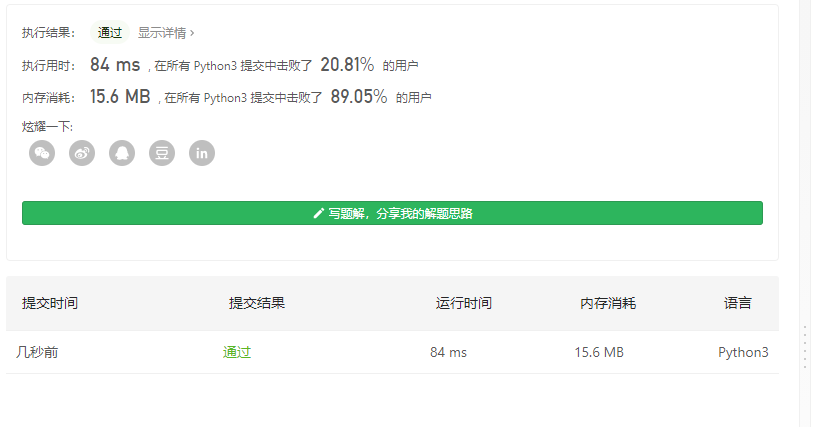 执行结果： 通过 显示详情 ›
执行用时： 84 ms , 在所有 Python3 提交中击败了 20.81% 的用户
内存消耗： 15.6 MB , 在所有 Python3 提交中击败了 89.05% 的用户
炫耀一下:
豆 in
写题解，分享我的解题思路
提交时间 提交结果 运行时间 内存消耗 语言
几秒前 通过 84 ms 15.6 MB Python3